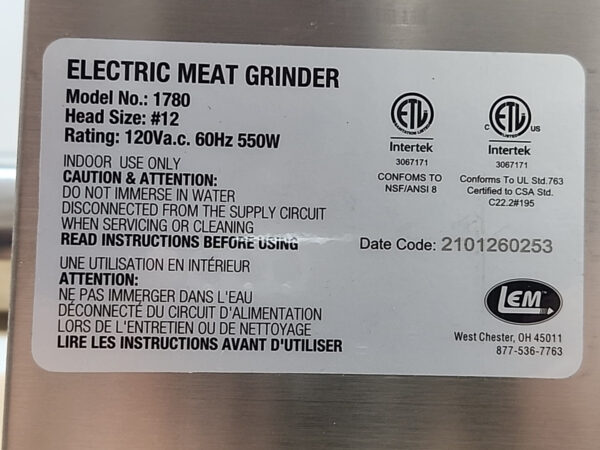 ELECTRIC MEAT GRINDER
Model No.: 1780
Head Size: #12
Rating: 120Va.c. 60Hz 550W
INDOOR USE ONLY
CAUTION & ATTENTION:
DO NOT IMMERSE IN WATER
DISCONNECTED FROM THE SUPPLY CIRCUIT
WHEN SERVICING OR CLEANING
READ INSTRUCTIONS BEFORE USING
UNE UTILISATION EN INTÉRIEUR
ATTENTION:
NE PAS IMMERGER DANS L'EAU
DÉCONNECTÉ DU CIRCUIT D'ALIMENTATION
LORS DE L'ENTRETIEN OU DE NETTOYAGE
LIRE LES INSTRUCTIONS AVANT D'UTILISER
ETL
Intertek
3067171
CONFOMS TO
NSF/ANSI 8
C ETL US
Intertek
3067171
Conforms To UL Std.763
Certified to CSA Std.
C22.2#195
Date Code: 2101260253
LEM
West Chester, OH 45011
877-536-7763